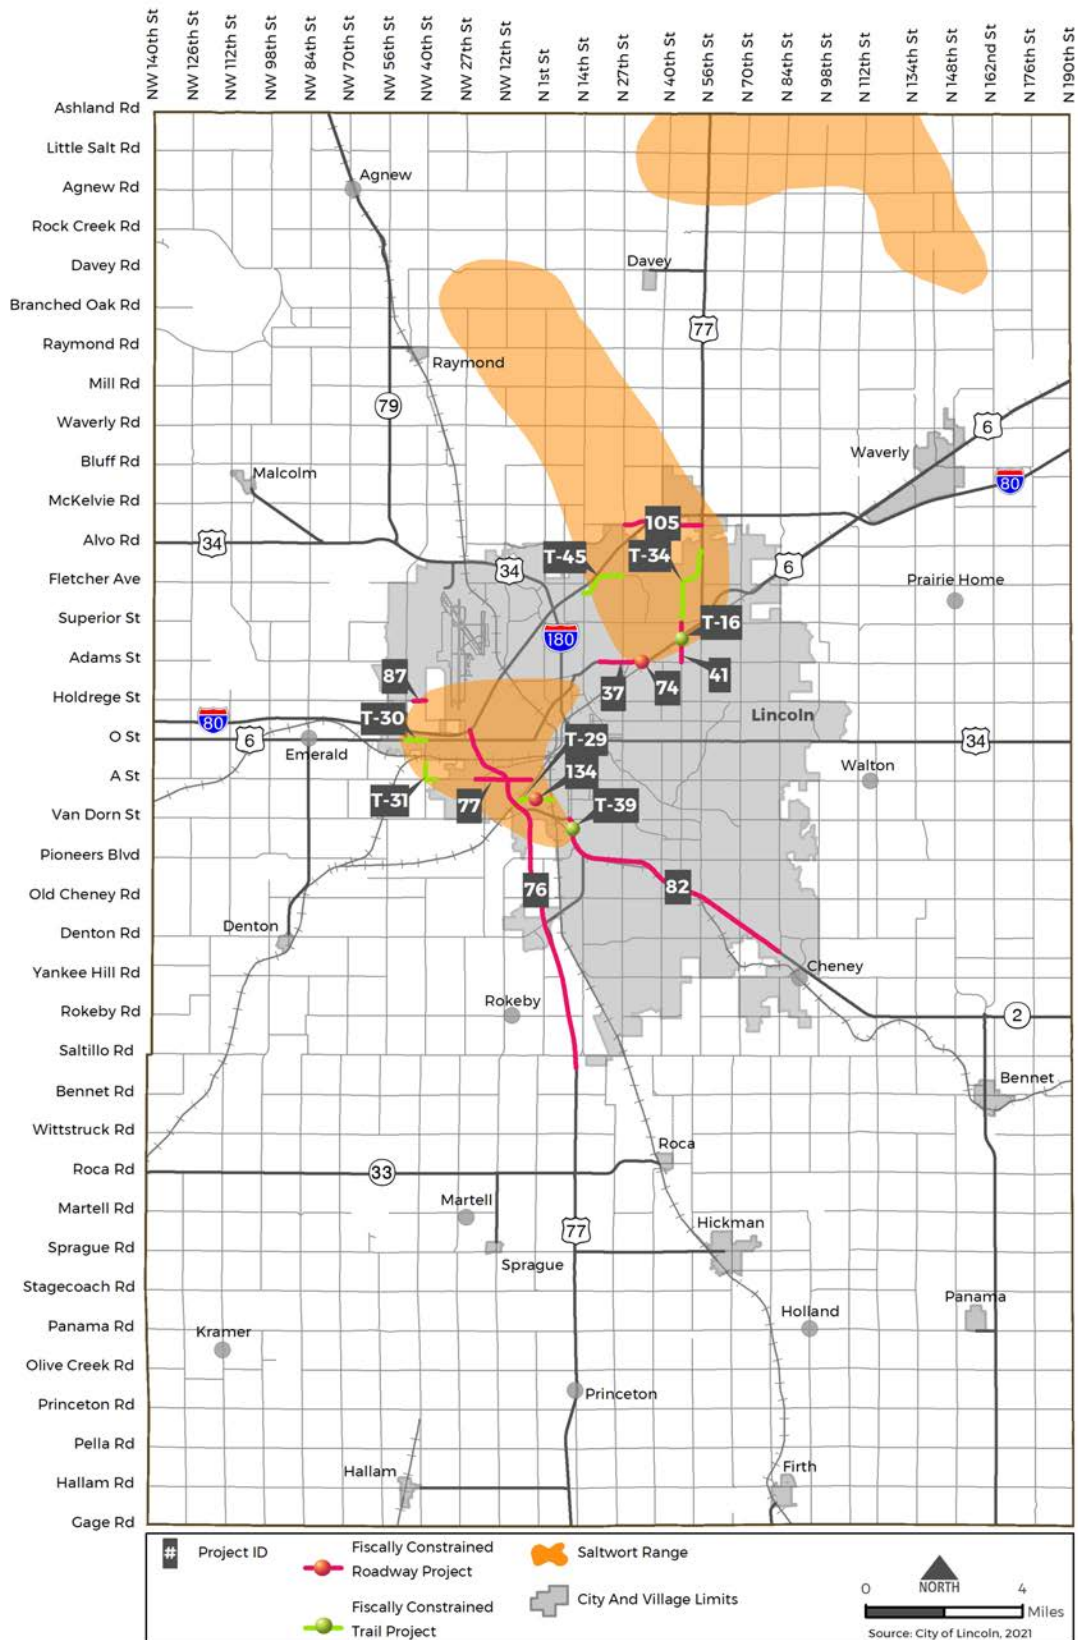 NW 140th St
NW 126th St
NW 112th St
NW 98th St
NW 84th St
NW 70th St
NW 56th St
NW 40th St
NW 27th St
NW 12th St
N 1st St
N 14th St
N 27th St
N 40th St
N 56th St
N 70th St
N 84th St
N 98th St
N 112th St
N 134th St
N 148th St
N 162nd St
N 176th St
N 190th St
Ashland Rd
Little Salt Rd
Agnew Rd
Agnew
Rock Creek Rd
Davey Rd
Davey
Branched Oak Rd
77
Raymond Rd
Raymond
Mill Rd
79
Waverly Rd
6
Waverly
Bluff Rd
Malcolm
80
McKelvie Rd
105
Alvo Rd
34
T-45
T-34
34
6
Fletcher Ave
Prairie Home
Superior St
T-16
180
Adams St
87
41
37
74
Holdrege St
T-30
Lincoln
80
O St
6
Emerald
T-29
34
A St
134
Walton
T-31
77
T-39
Van Dorn St
Pioneers Blvd
76
82
Old Cheney Rd
Denton
Denton Rd
Yankee Hill Rd
Cheney
Rokeby
Rokeby Rd
2
Saltillo Rd
Bennet
Bennet Rd
Wittstruck Rd
Roca
Roca Rd
33
Martell
Martell Rd
77
Hickman
Sprague Rd
Sprague
Stagecoach Rd
Panama
Holland
Panama Rd
Kramer
Olive Creek Rd
Princeton
Princeton Rd
Pella Rd
Hallam
Firth
Hallam Rd
Gage Rd
# Project ID
Fiscally Constrained
Roadway Project
Fiscally Constrained
Trail Project
Saltwort Range
City And Village Limits
NORTH
0 4
Miles
Source: City of Lincoln, 2021